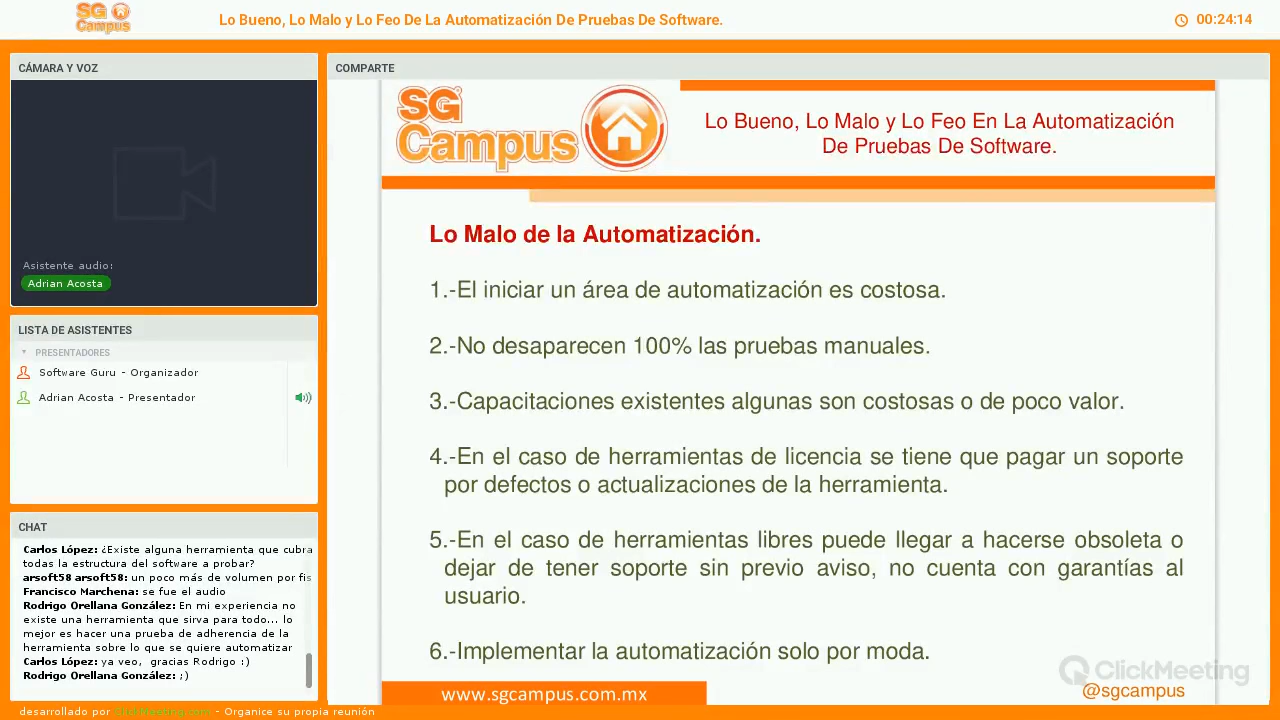 SG Campus
Lo Bueno, Lo Malo y Lo Feo De La Automatización De Pruebas De Software.
00:24:14
CÁMARA Y VOZ
Asistente audio:
Adrian Acosta
LISTA DE ASISTENTES
PRESENTADORES
Software Guru - Organizador
Adrian Acosta - Presentador
CHAT
Carlos López: ¿Existe alguna herramienta que cubra
todas la estructura del software a probar?
arsoft58 arsoft58: un poco más de volumen por fis
Francisco Marchena: se fue el audio
Rodrigo Orellana González: En mi experiencia no
existe una herramienta que sirva para todo... lo
mejor es hacer una prueba de adherencia de la
herramienta sobre lo que se quiere automatizar
Carlos López: ya veo, gracias Rodrigo :)
Rodrigo Orellana González: ;)
desarrollado por ClickMeeting.com - Organice su propia reunión
COMPARTE
SG
Campus
Lo Bueno, Lo Malo y Lo Feo En La Automatización
De Pruebas De Software.
Lo Malo de la Automatización.
1.-El iniciar un área de automatización es costosa.
2.-No desaparecen 100% las pruebas manuales.
3.-Capacitaciones existentes algunas son costosas o de poco valor.
4.-En el caso de herramientas de licencia se tiene que pagar un soporte
por defectos o actualizaciones de la herramienta.
5.-En el caso de herramientas libres puede llegar a hacerse obsoleta o
dejar de tener soporte sin previo aviso, no cuenta con garantías al
usuario.
6.-Implementar la automatización solo por moda.
ClickMeeting
www.sgcampus.com.mx
@sgcampus